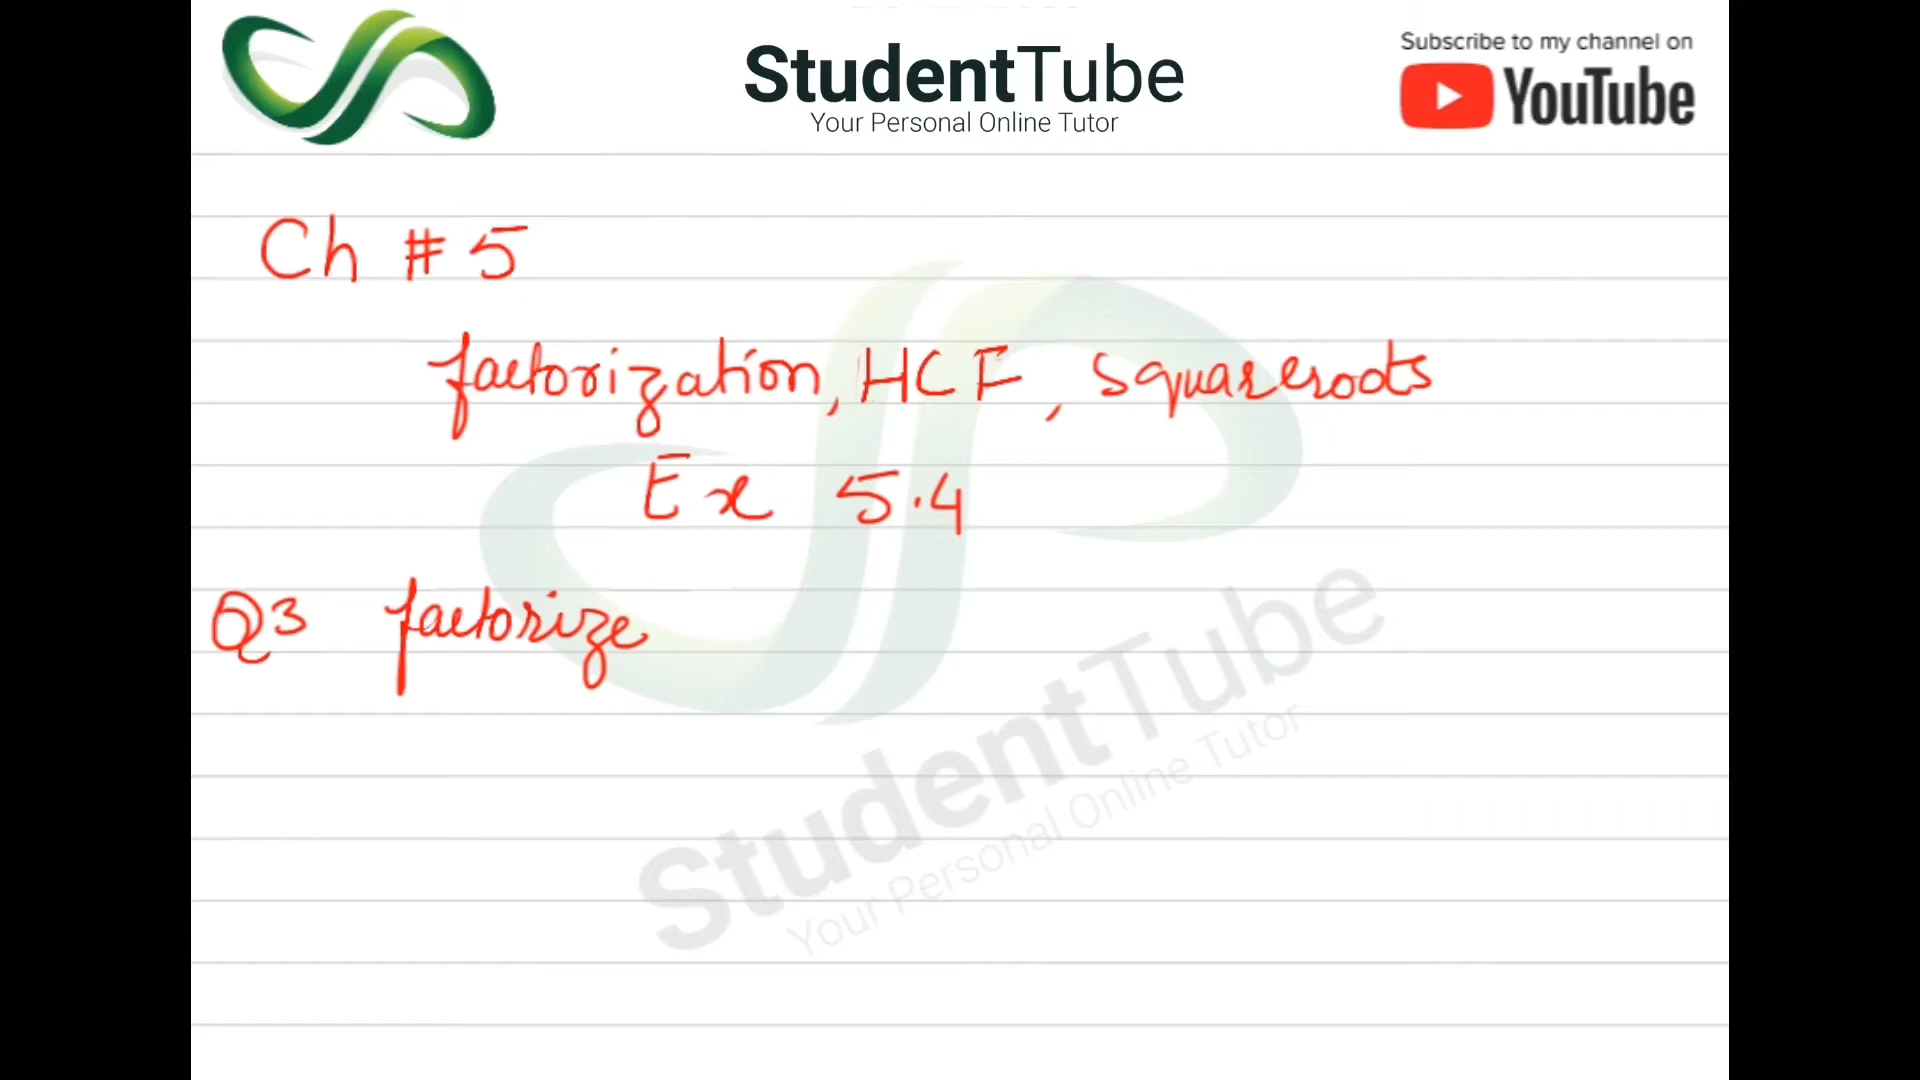 StudentTube
Your Personal Online Tutor
Subscribe to my channel on
YouTube
Ch # 5
factorization, HCF, squareroots
Ex 5.4
Q3 factorize
StudentTube
Your Personal Online Tutor